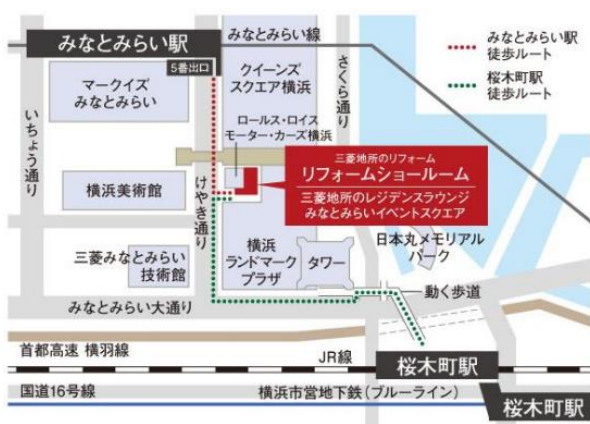 みなとみらい駅
5番出口
みなとみらい線
さくら通り
みなとみらい駅
徒歩ルート
桜木町駅
徒歩ルート
マークイズ
みなとみらい
クイーンズ
スクエア横浜
いちょう通り
ロールス・ロイス
モーター・カーズ横浜
三菱地所のリフォーム
リフォームショールーム
三菱地所のレジデンスラウンジ
みなとみらいイベントスクエア
横浜美術館
けやき通り
三菱みなとみらい
技術館
横浜
ランドマーク
プラザ
タワー
日本丸メモリアル
パーク
みなとみらい大通り
動く歩道
首都高速 横羽線
JR線
桜木町駅
国道16号線
横浜市営地下鉄(ブルーライン)
桜木町駅